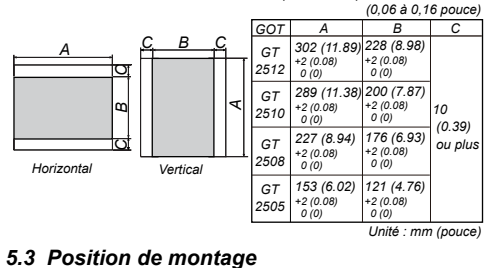 (0,06 à 0,16 pouce)
A
C
B
C
Horizontal
C B C
A
Vertical
GOT A B C
GT 2512 302 (11.89) +2 (0.08) 0 (0) 228 (8.98) +2 (0.08) 0 (0)
GT 2510 289 (11.38) +2 (0.08) 0 (0) 200 (7.87) +2 (0.08) 0 (0)
GT 2508 227 (8.94) +2 (0.08) 0 (0) 176 (6.93) +2 (0.08) 0 (0)
GT 2505 153 (6.02) +2 (0.08) 0 (0) 121 (4.76) +2 (0.08) 0 (0)
10 (0.39) ou plus
Unité : mm (pouce)
5.3 Position de montage